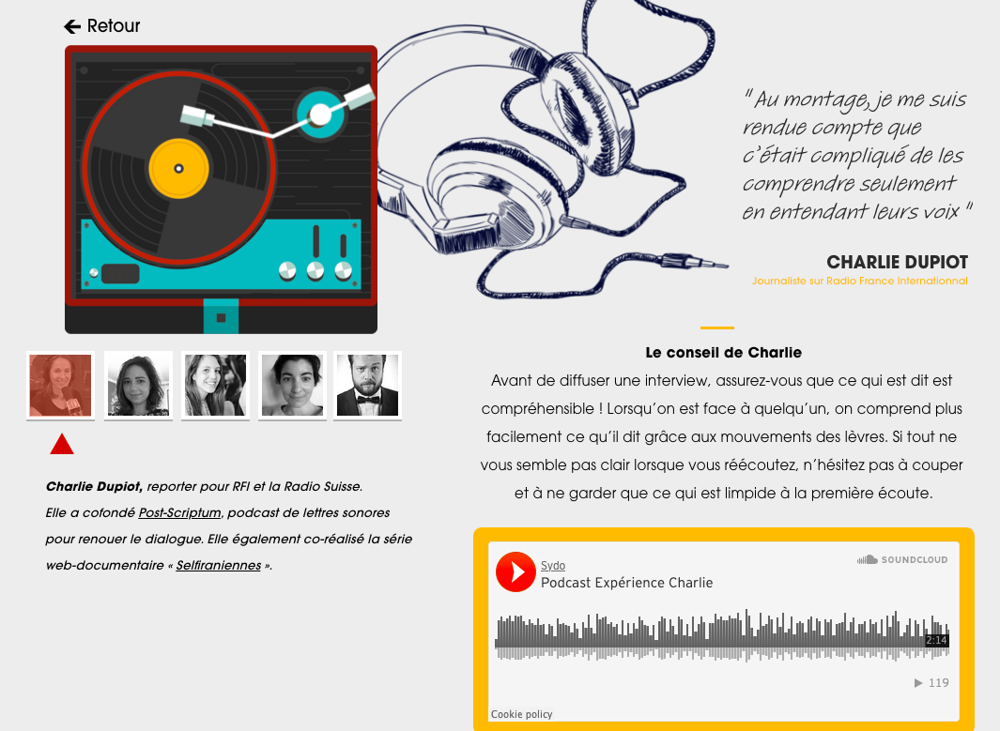 ← Retour
" Au montage, je me suis
rendue compte que
c'était compliqué de les
comprendre seulement
en entendant leurs voix "
CHARLIE DUPIOT
Journaliste sur Radio France Internationnal
Charlie Dupiot, reporter pour RFI et la Radio Suisse.
Elle a cofondé Post-Scriptum, podcast de lettres sonores
pour renouer le dialogue. Elle également co-réalisé la série
web-documentaire « Selfiraniennes ».
Le conseil de Charlie
Avant de diffuser une interview, assurez-vous que ce qui est dit est
compréhensible ! Lorsqu'on est face à quelqu'un, on comprend plus
facilement ce qu'il dit grâce aux mouvements des lèvres. Si tout ne
vous semble pas clair lorsque vous réécoutez, n'hésitez pas à couper
et à ne garder que ce qui est limpide à la première écoute.
Sydo
SOUNDCLOUD
Podcast Expérience Charlie
2:14
119
Cookie policy